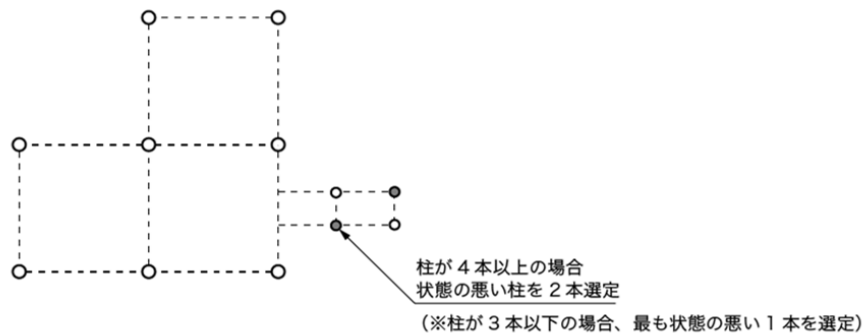 柱が 4 本以上の場合
状態の悪い柱を 2 本選定
(※柱が 3 本以下の場合、最も状態の悪い 1 本を選定)